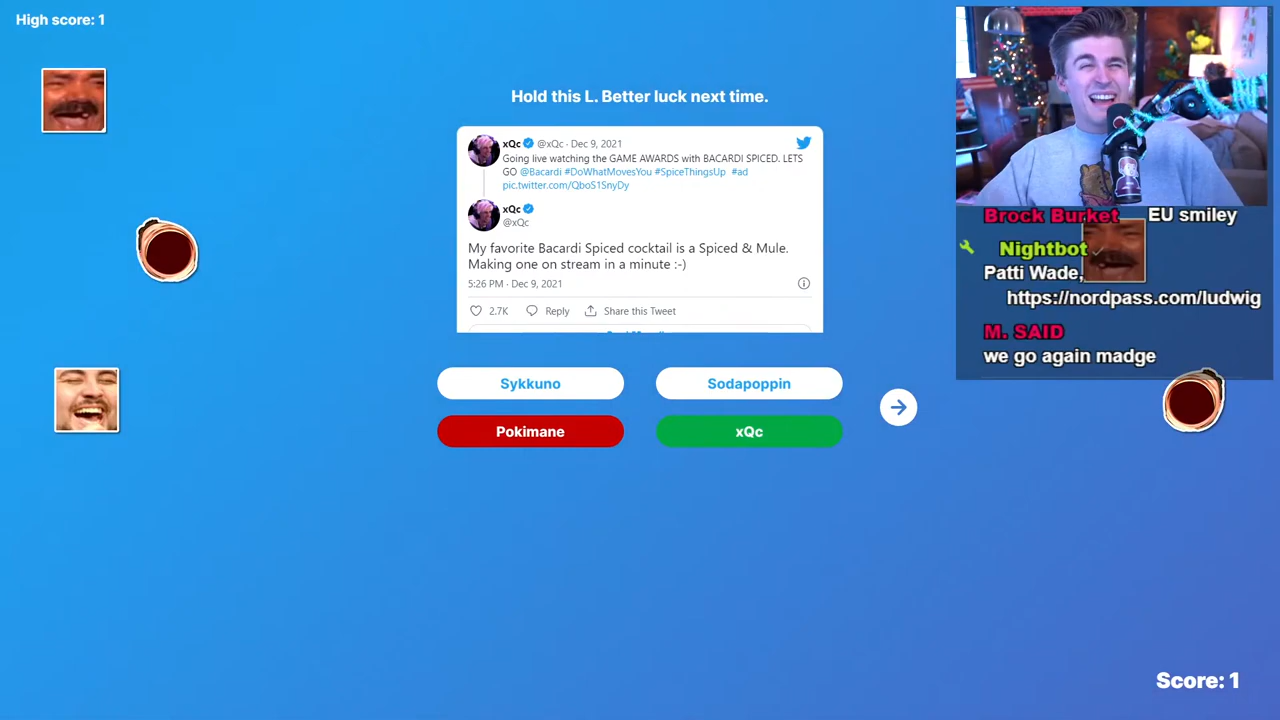 High score: 1
Hold this L. Better luck next time.
xQc @xQc · Dec 9, 2021
Going live watching the GAME AWARDS with BACARDI SPICED. LETS
GO @Bacardi #DoWhatMovesYou #SpiceThingsUp #ad
pic.twitter.com/QboS1SnyDy
xQc
@xQc
My favorite Bacardi Spiced cocktail is a Spiced & Mule.
Making one on stream in a minute :-)
5:26 PM · Dec 9, 2021
2.7K Reply Share this Tweet
Sykkuno
Sodapoppin
Pokimane
xQc
Brock Burket EU smiley
Nightbot
Patti Wade,
https://nordpass.com/ludwig
M. SAID
we go again madge
Score: 1